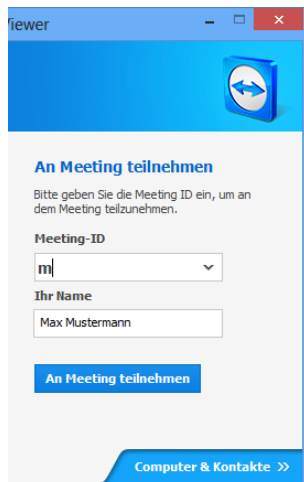 iewer
An Meeting teilnehmen
Bitte geben Sie die Meeting ID ein, um an
dem Meeting teilzunehmen.
Meeting-ID
m
Ihr Name
Max Mustermann
An Meeting teilnehmen
Computer & Kontakte >>